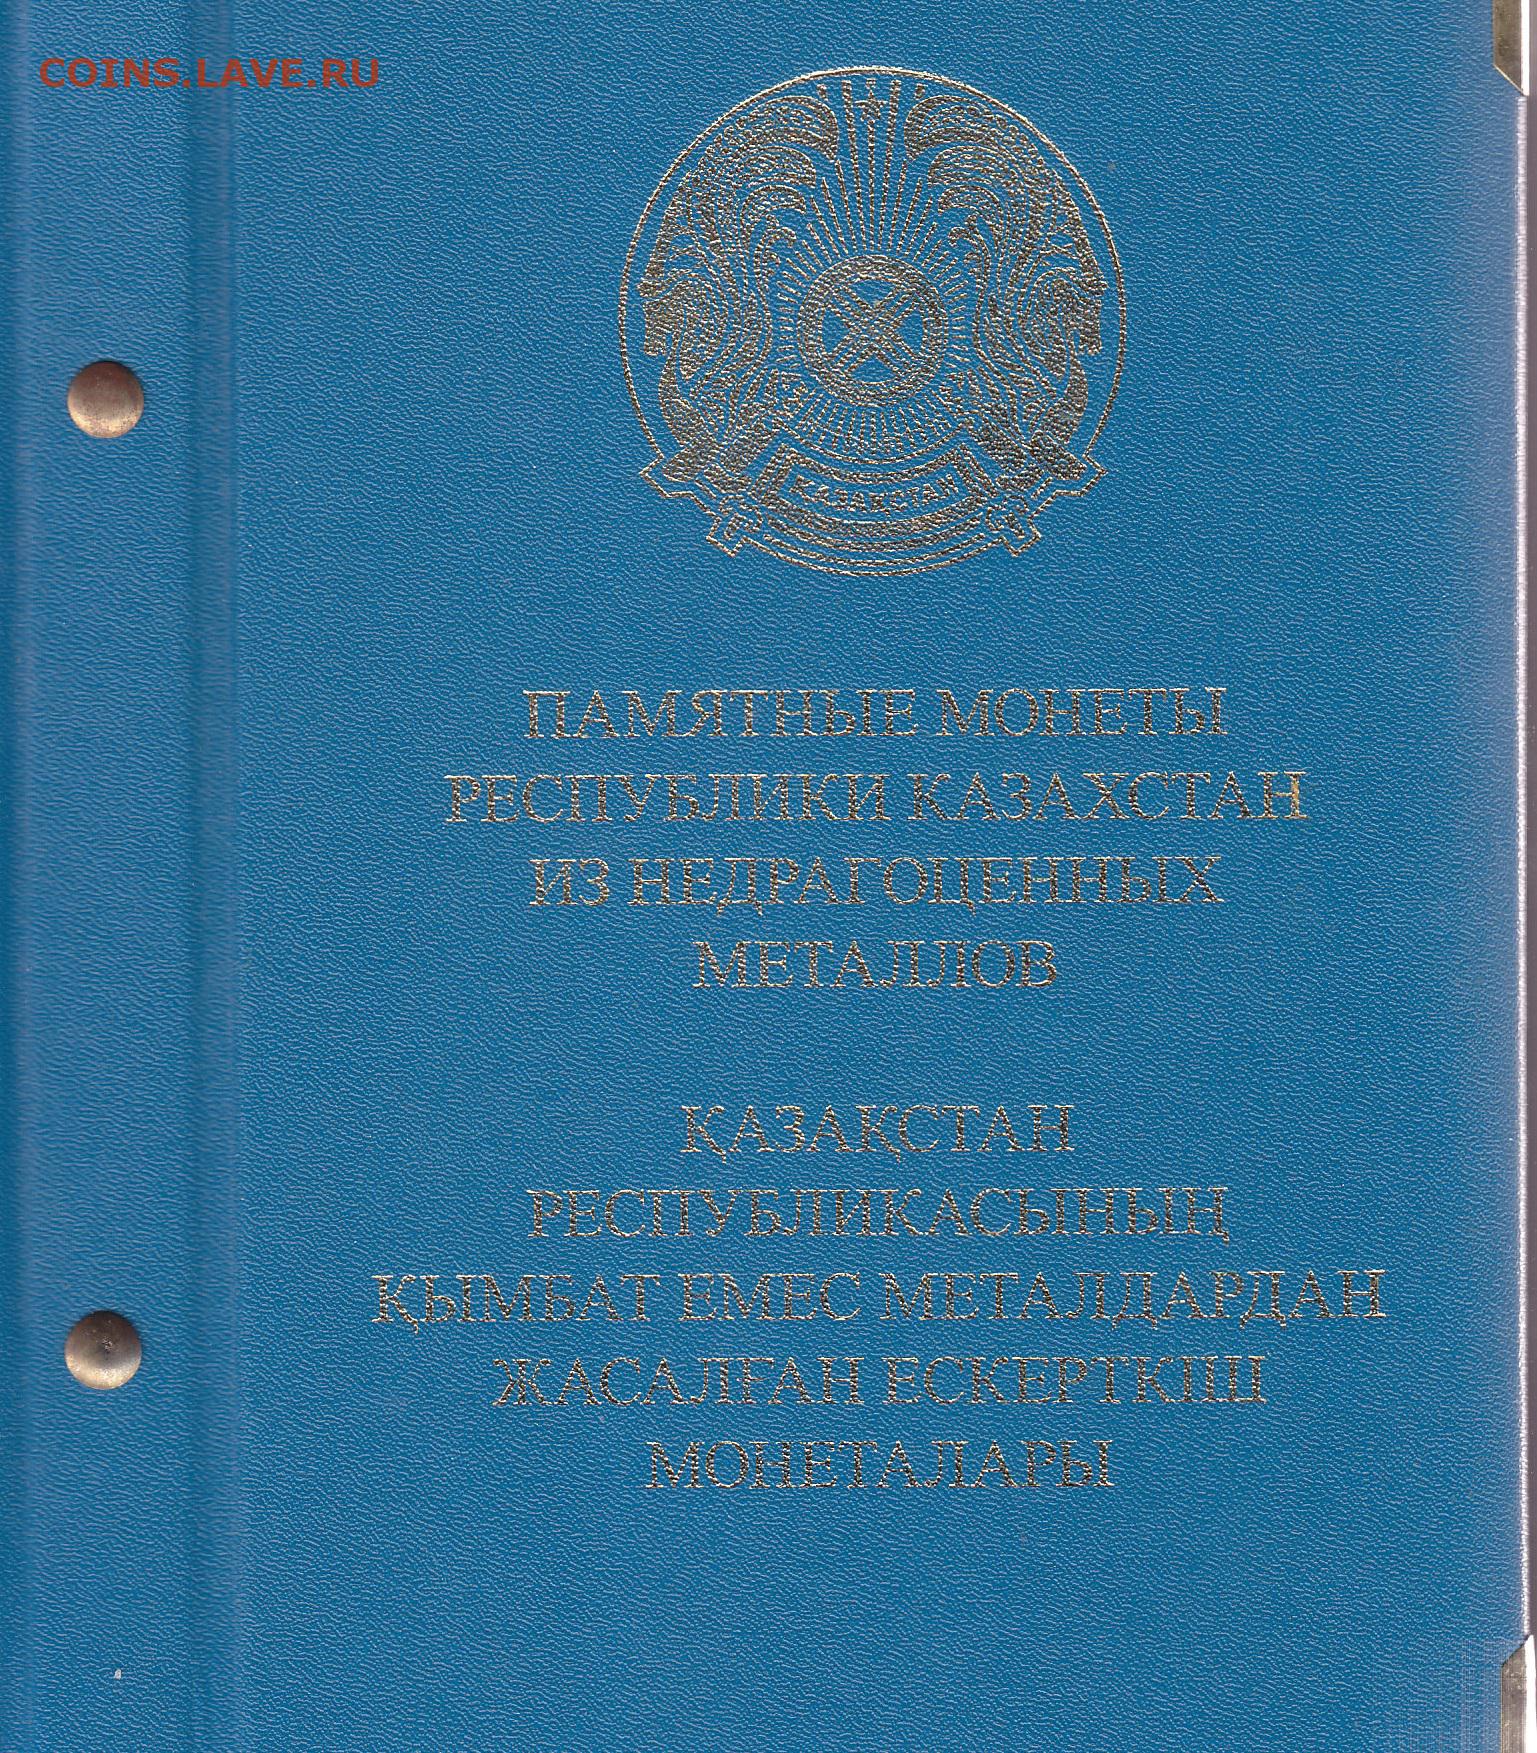 COINS.LAVE.RU
ҚАЗАҚСТАН
ПАМЯТНЫЕ МОНЕТЫ
РЕСПУБЛИКИ КАЗАХСТАН
ИЗ НЕДРАГОЦЕННЫХ
МЕТАЛЛОВ
ҚАЗАҚСТАН
РЕСПУБЛИКАСЫНЫҢ
ҚЫМБАТ ЕМЕС МЕТАЛДАРДАН
ЖАСАЛҒАН ЕСКЕРТКІШ
МОНЕТАЛАРЫ